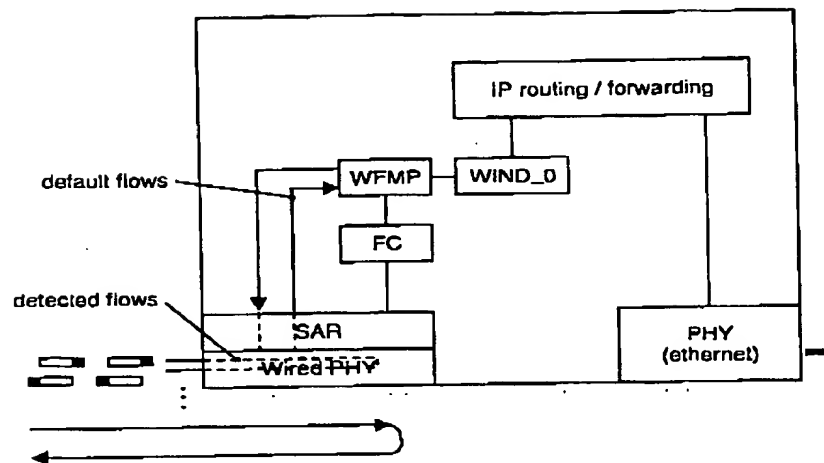 IP routing / forwarding
default flows
WFMP
WIND_0
FC
detected flows
SAR
Wired PHY
PHY
(ethernet)